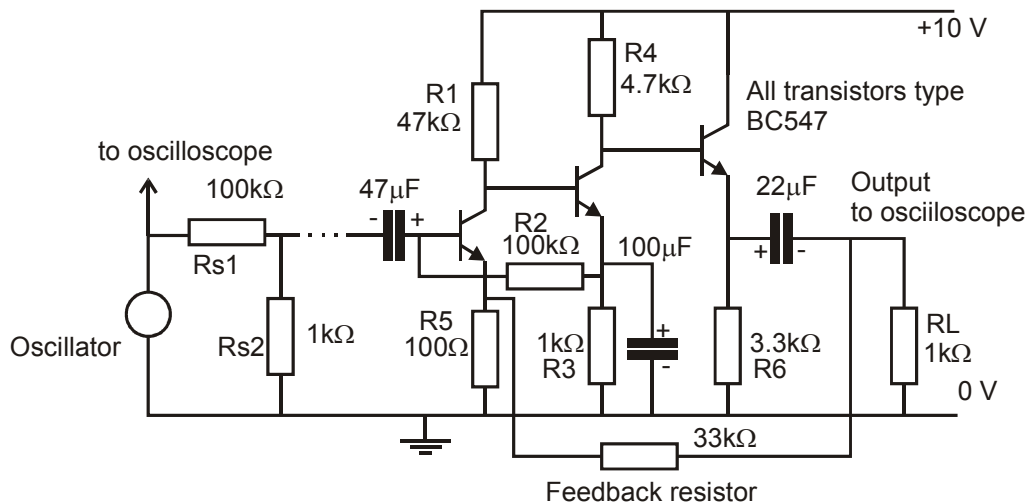 +10 V
R4
4.7kΩ
R1
47kΩ
All transistors type
BC547
to oscilloscope
100kΩ
47μF
- +
R2
100kΩ
100μF
22μF
+ -
Output
to osciiloscope
Rs1
Oscillator
Rs2
1kΩ
R5
100Ω
1kΩ
R3
+
-
3.3kΩ
R6
RL
1kΩ
0 V
33kΩ
Feedback resistor